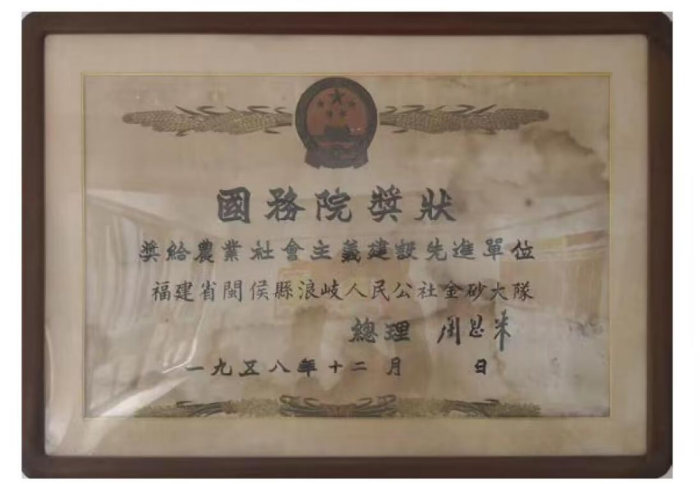 國務院獎狀
獎給農業社會主義建設先進單位
福建省閩侯縣浪岐人民公社金砂大隊
總理 周恩来
一九五八年十二月 日